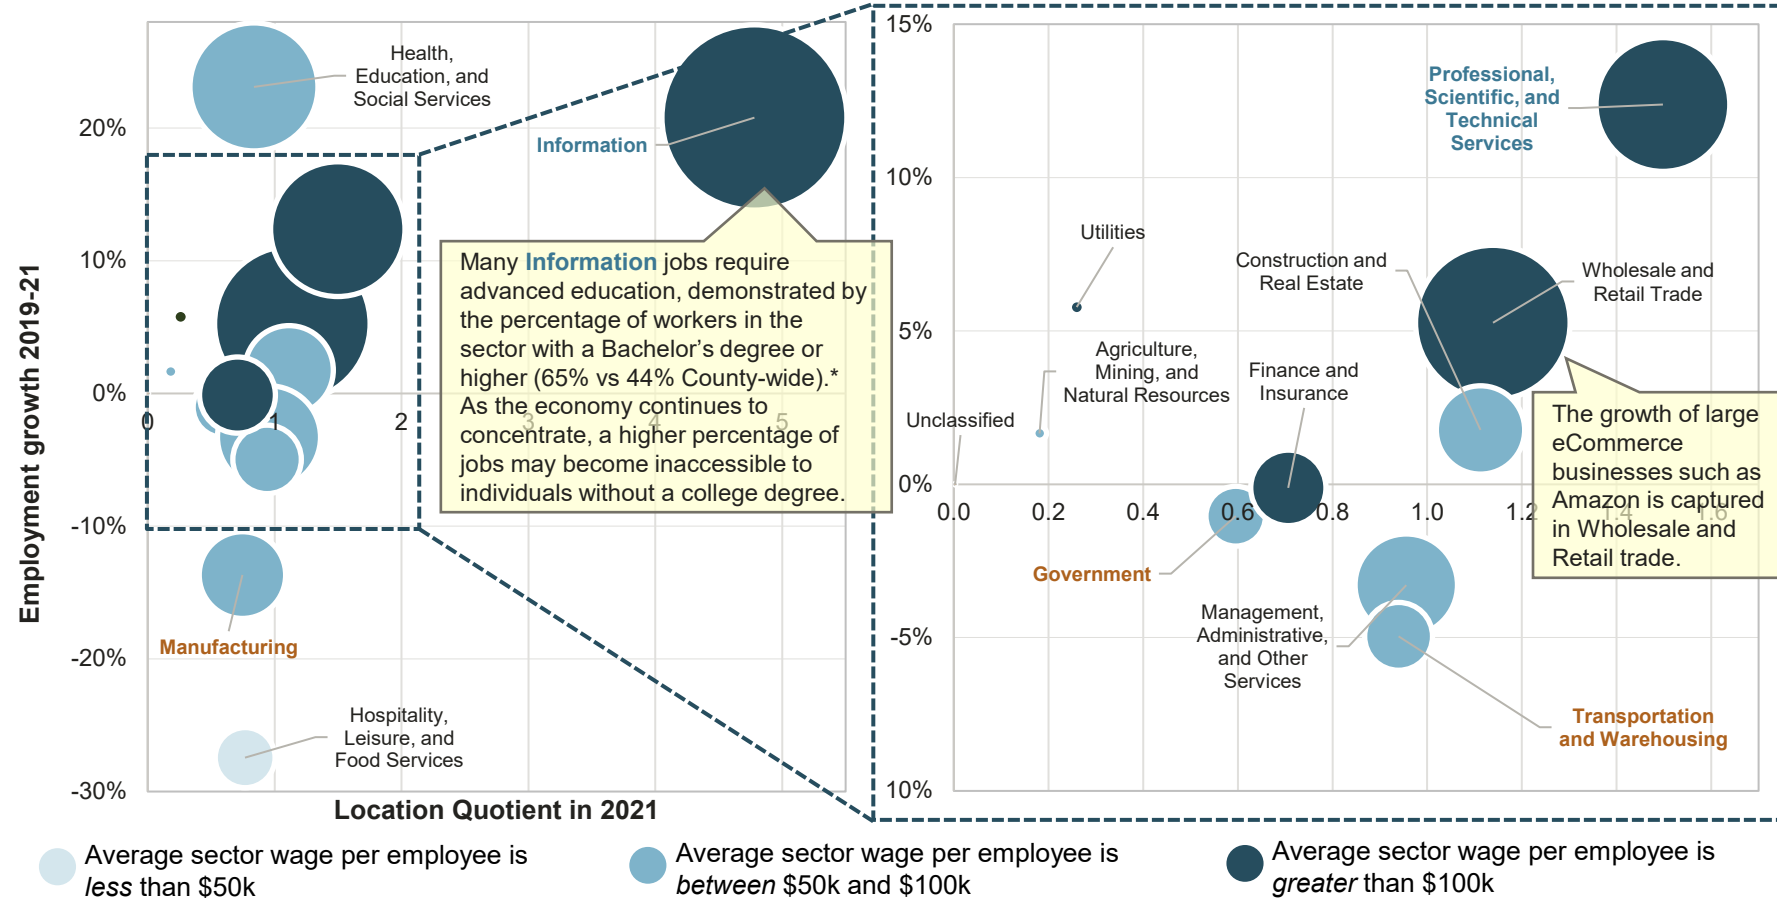 Employment growth 2019-21
20%
10%
0%
-10%
-20%
-30%
0
1
2
3
4
5
Location Quotient in 2021
Health,
Education, and
Social Services
Information
Manufacturing
Hospitality,
Leisure, and
Food Services
Many Information jobs require
advanced education, demonstrated by
the percentage of workers in the
sector with a Bachelor’s degree or
higher (65% vs 44% County-wide).*
As the economy continues to
concentrate, a higher percentage of
jobs may become inaccessible to
individuals without a college degree.
15%
10%
5%
0%
-5%
10%
0.0
0.2
0.4
0.6
0.8
1.0
1.2
1.4
1.6
Professional,
Scientific, and
Technical
Services
Utilities
Construction and
Real Estate
Wholesale and
Retail Trade
Agriculture,
Mining, and
Natural Resources
Finance and
Insurance
Unclassified
Government
Management,
Administrative,
and Other
Services
Transportation
and Warehousing
The growth of large
eCommerce
businesses such as
Amazon is captured
in Wholesale and
Retail trade.
Average sector wage per employee is
less than $50k
Average sector wage per employee is
between $50k and $100k
Average sector wage per employee is
greater than $100k